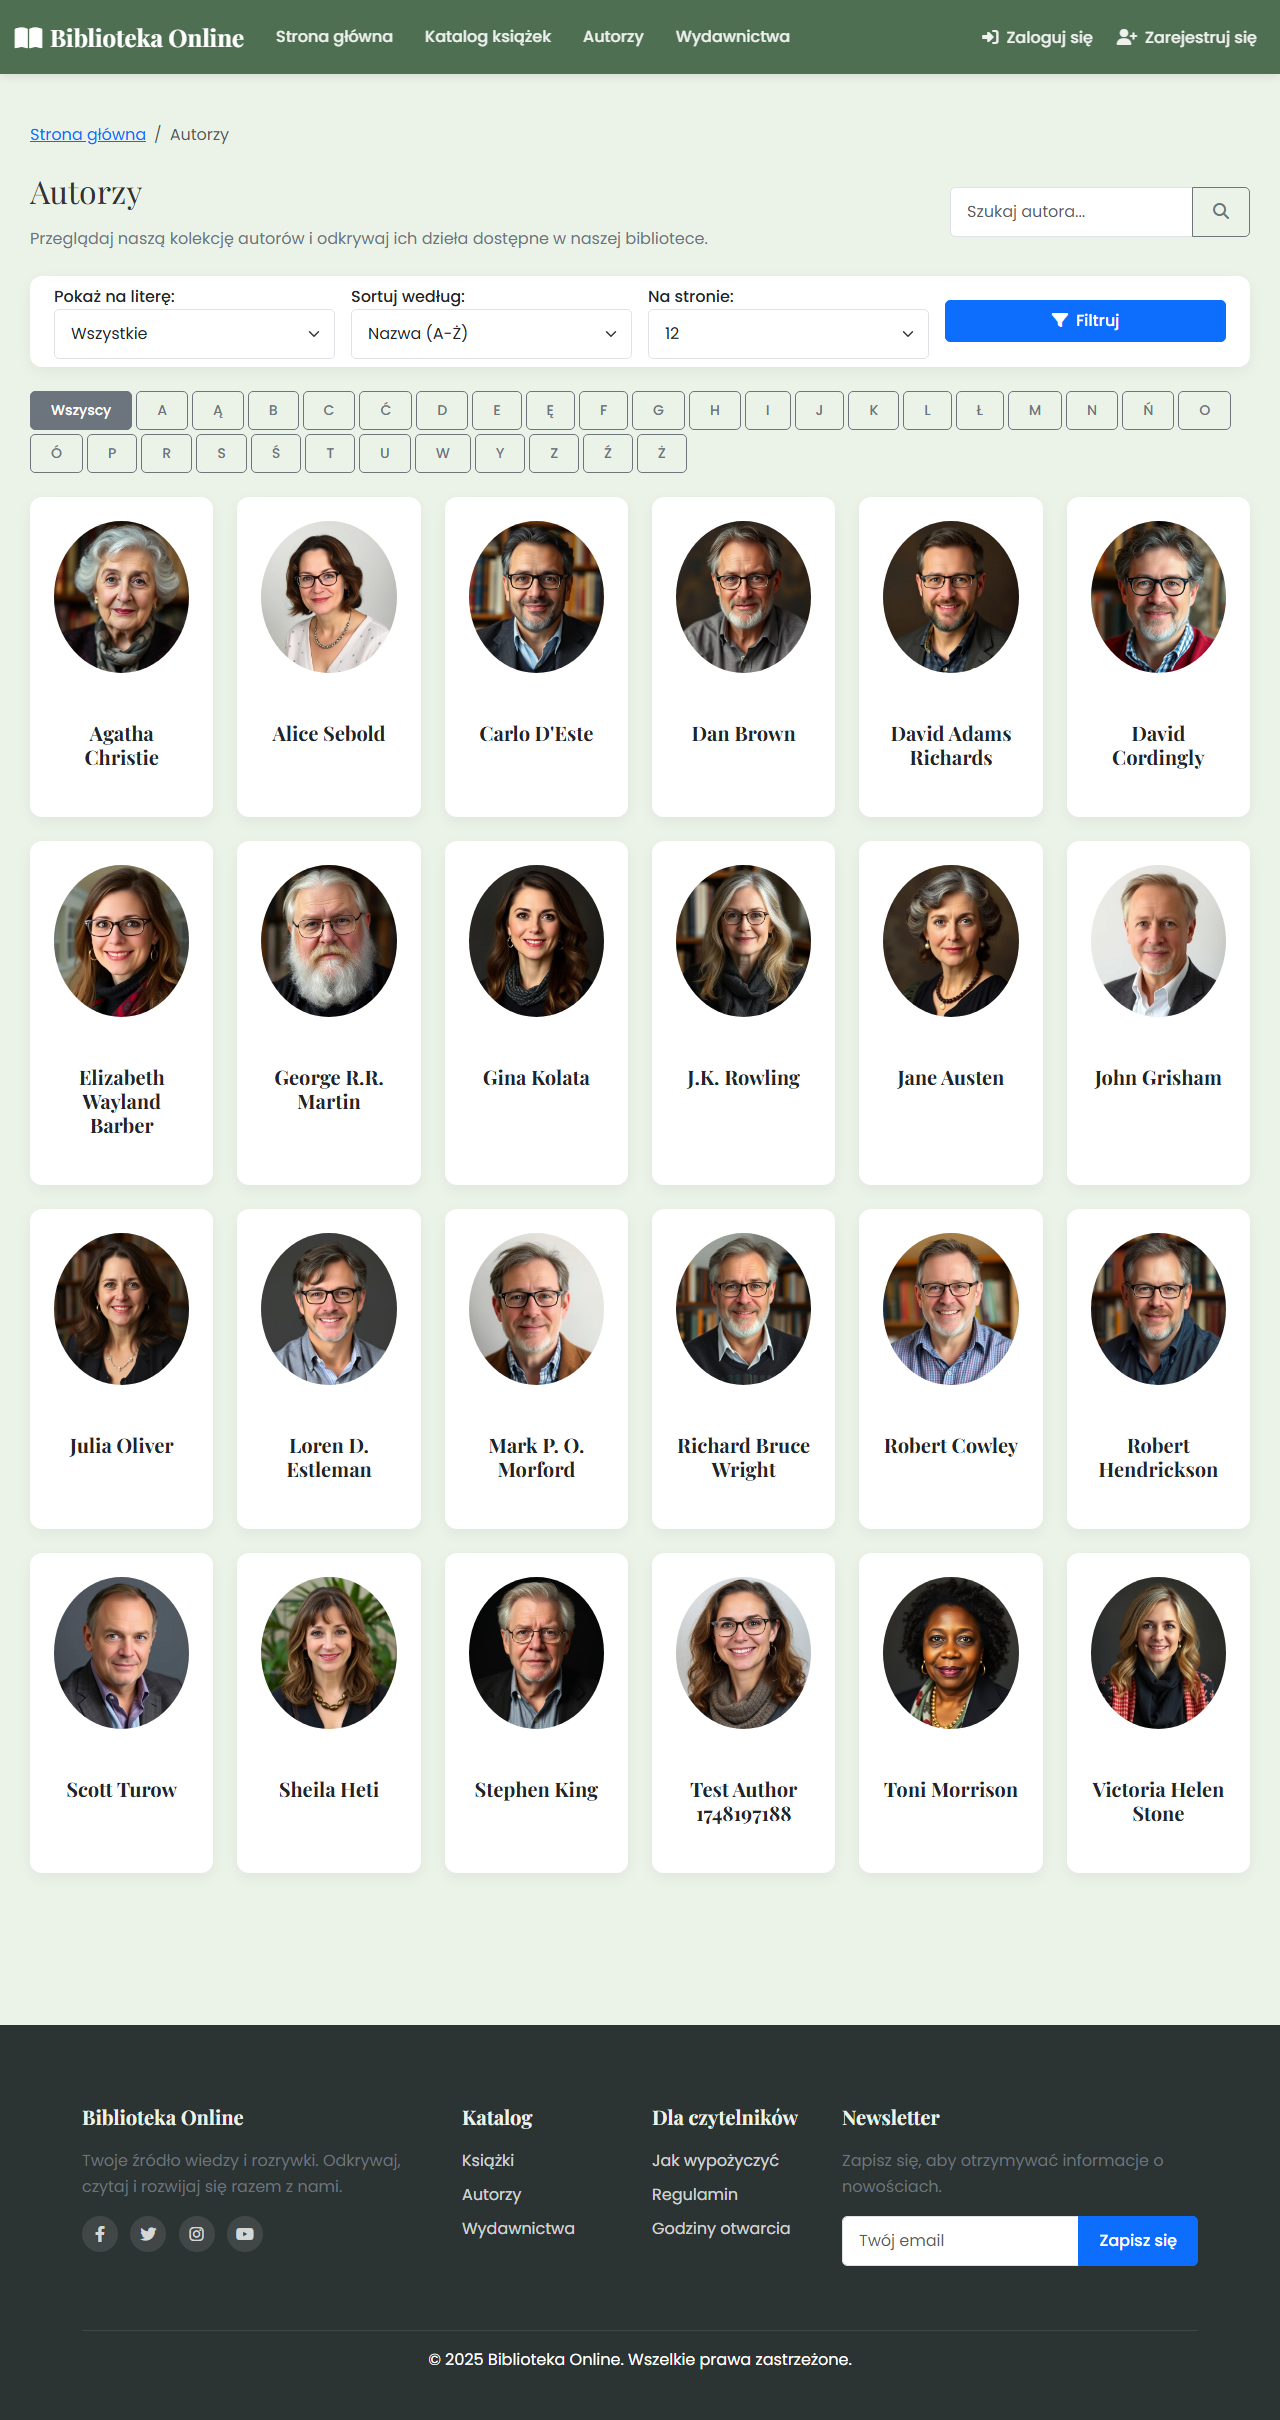 Biblioteka Online
Strona główna
Katalog książek
Autorzy
Wydawnictwa
Zaloguj się
Zarejestruj się
Strona główna / Autorzy
Autorzy
Przeglądaj naszą kolekcję autorów i odkrywaj ich dzieła dostępne w naszej bibliotece.
Szukaj autora...
Pokaż na literę:
Wszystkie
Sortuj według:
Nazwa (A-Ż)
Na stronie:
12
Filtruj
Wszyscy A Ą B C Ć D E Ę F G H I J K L Ł M N Ń O
Ó P R S Ś T U W Y Z Ź Ż
Agatha
Christie
Alice Sebold
Carlo D'Este
Dan Brown
David Adams
Richards
David
Cordingly
Elizabeth
Wayland
Barber
George R.R.
Martin
Gina Kolata
J.K. Rowling
Jane Austen
John Grisham
Julia Oliver
Loren D.
Estleman
Mark P. O.
Morford
Richard Bruce
Wright
Robert Cowley
Robert
Hendrickson
Scott Turow
Sheila Heti
Stephen King
Test Author
1748197188
Toni Morrison
Victoria Helen
Stone
Biblioteka Online
Twoje źródło wiedzy i rozrywki. Odkrywaj,
czytaj i rozwijaj się razem z nami.
Katalog
Książki
Autorzy
Wydawnictwa
Dla czytelników
Jak wypożyczyć
Regulamin
Godziny otwarcia
Newsletter
Zapisz się, aby otrzymywać informacje o
nowościach.
Twój email
Zapisz się
© 2025 Biblioteka Online. Wszelkie prawa zastrzeżone.